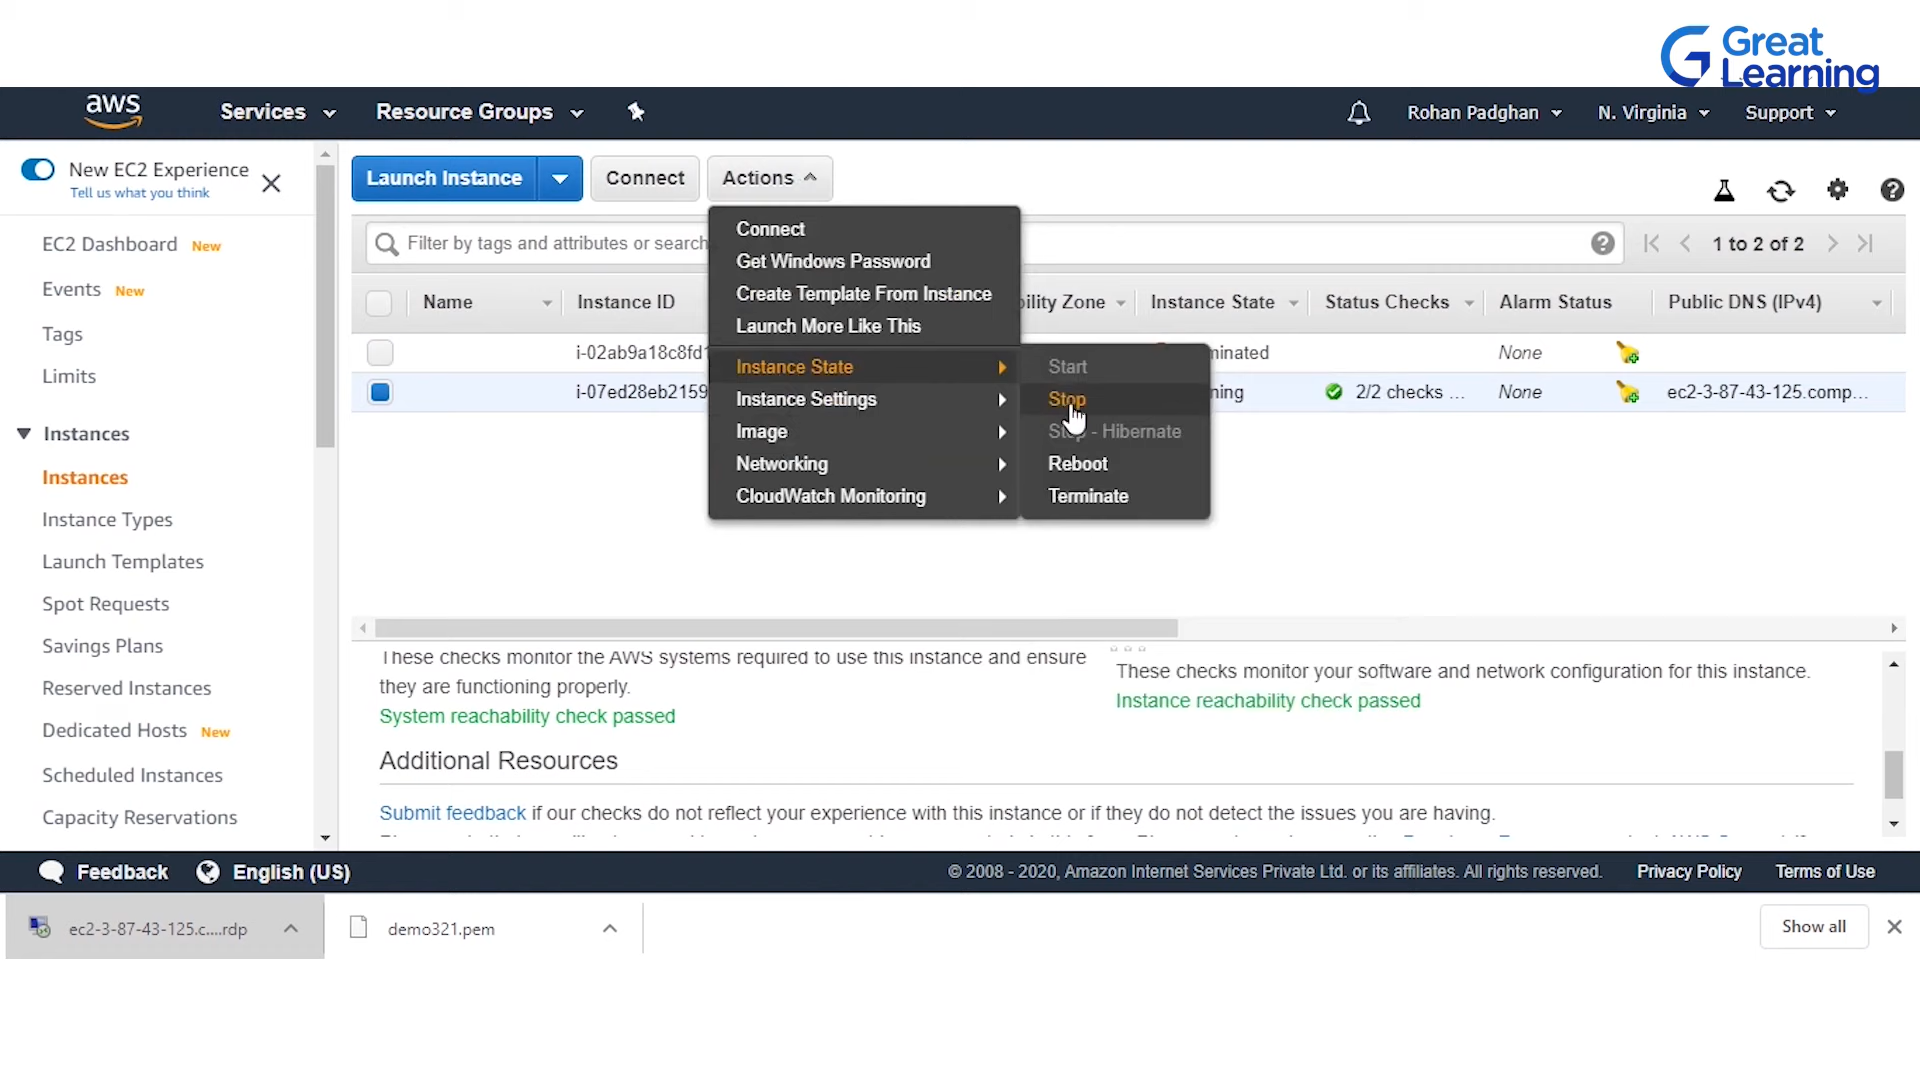 Great
Learning
aws
Services
Resource Groups
Rohan Padghan
N. Virginia
Support
New EC2 Experience
Tell us what you think
Launch Instance
Connect
Actions
EC2 Dashboard New
Events New
Tags
Limits
Instances
Instances
Instance Types
Launch Templates
Spot Requests
Savings Plans
Reserved Instances
Dedicated Hosts New
Scheduled Instances
Capacity Reservations
Filter by tags and attributes or search
1 to 2 of 2
Name
Instance ID
bility Zone
Instance State
Status Checks
Alarm Status
Public DNS (IPv4)
i-02ab9a18c8fd1
inated
None
i-07ed28eb2159
ning
2/2 checks ...
None
ec2-3-87-43-125.comp...
Connect
Get Windows Password
Create Template From Instance
Launch More Like This
Instance State
Instance Settings
Image
Networking
CloudWatch Monitoring
Start
Stop
Stop - Hibernate
Reboot
Terminate
These checks monitor the AWS systems required to use this instance and ensure
they are functioning properly.
System reachability check passed
These checks monitor your software and network configuration for this instance.
Instance reachability check passed
Additional Resources
Submit feedback if our checks do not reflect your experience with this instance or if they do not detect the issues you are having.
Feedback
English (US)
© 2008 - 2020, Amazon Internet Services Private Ltd. or its affiliates. All rights reserved.
Privacy Policy
Terms of Use
ec2-3-87-43-125.c....rdp
demo321.pem
Show all